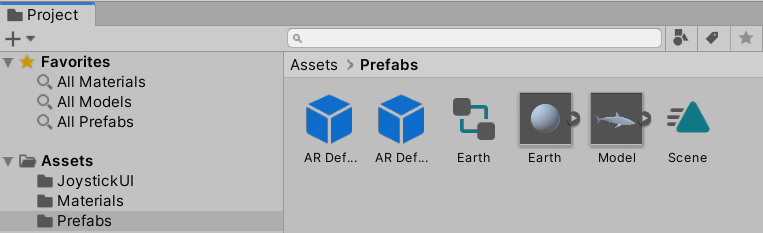 Project
Favorites
All Materials
All Models
All Prefabs
Assets
JoystickUI
Materials
Prefabs
Assets > Prefabs
AR Def... AR Def... Earth Earth Model Scene